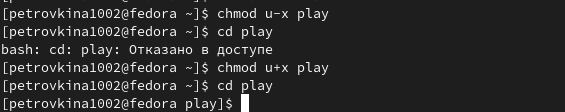 [petrovkina1002@fedora ~]$ chmod u-x play
[petrovkina1002@fedora ~]$ cd play
bash: cd: play: Отказано в доступе
[petrovkina1002@fedora ~]$ chmod u+x play
[petrovkina1002@fedora ~]$ cd play
[petrovkina1002@fedora play]$